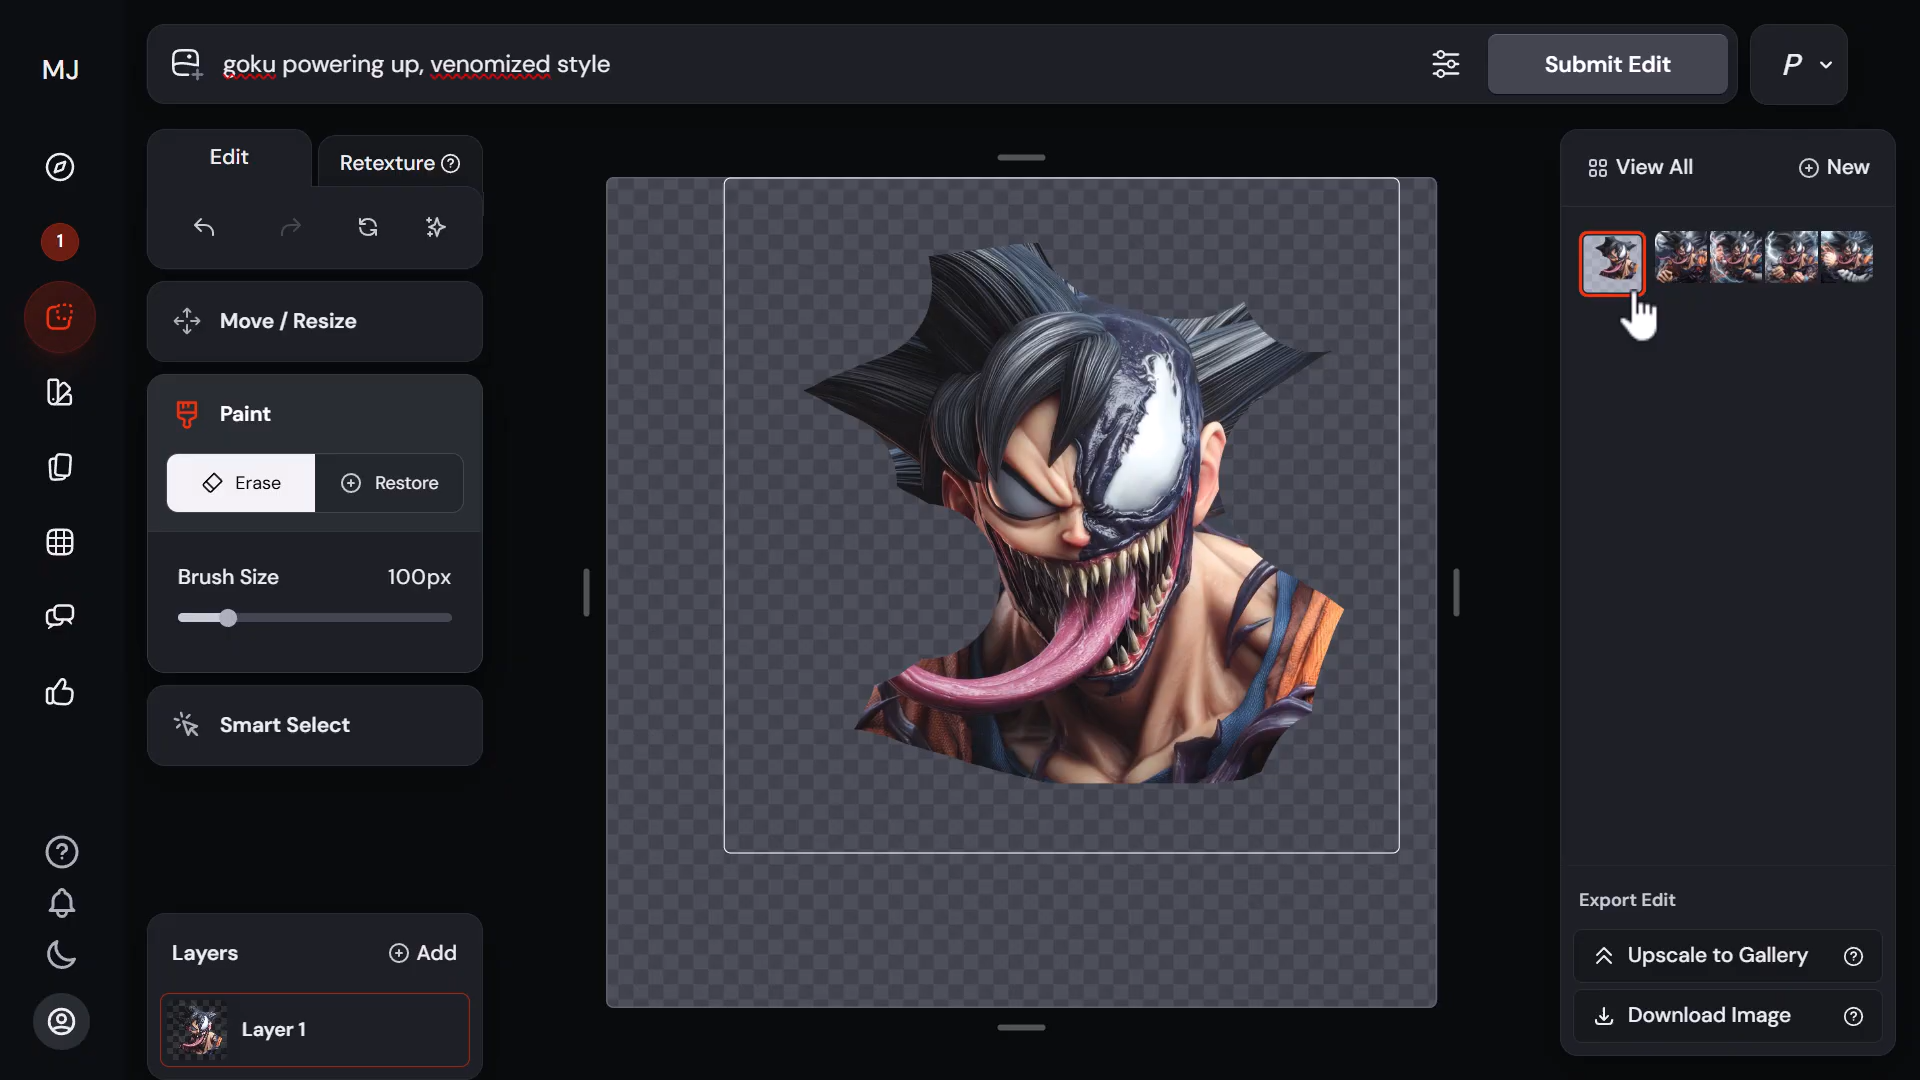 MJ
goku powering up, venomized style
Submit Edit
P
1
Edit
Retexture
Move / Resize
Paint
Erase
Restore
Brush Size
100px
Smart Select
Layers
Add
Layer 1
View All
New
Export Edit
Upscale to Gallery
Download Image